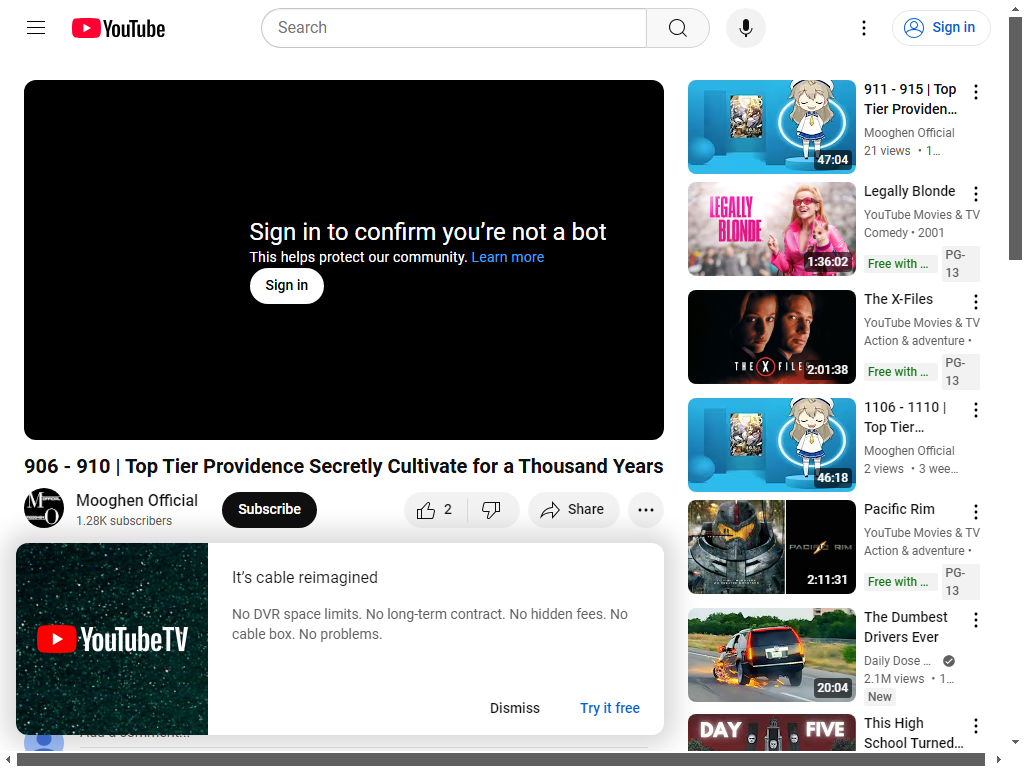 YouTube
Search
Sign in
Sign in to confirm you’re not a bot
This helps protect our community. Learn more
Sign in
906 - 910 | Top Tier Providence Secretly Cultivate for a Thousand Years
Mooghen Official
1.28K subscribers
Subscribe
2
Share
YouTubeTV
It’s cable reimagined
No DVR space limits. No long-term contract. No hidden fees. No
cable box. No problems.
Dismiss
Try it free
Add a comment...
47:04
911 - 915 | Top
Tier Providen…
Mooghen Official
21 views • 1…
LEGALLY
BLONDE
1:36:02
Legally Blonde
YouTube Movies & TV
Comedy • 2001
Free with …
PG-
13
THE X FILES
2:01:38
The X-Files
YouTube Movies & TV
Action & adventure •
Free with …
PG-
13
46:18
1106 - 1110 |
Top Tier…
Mooghen Official
2 views • 3 wee…
PACIFIC RIM
2:11:31
Pacific Rim
YouTube Movies & TV
Action & adventure •
Free with …
PG-
13
20:04
The Dumbest
Drivers Ever
Daily Dose …
2.1M views • 1…
New
DAY FIVE
This High
School Turned…